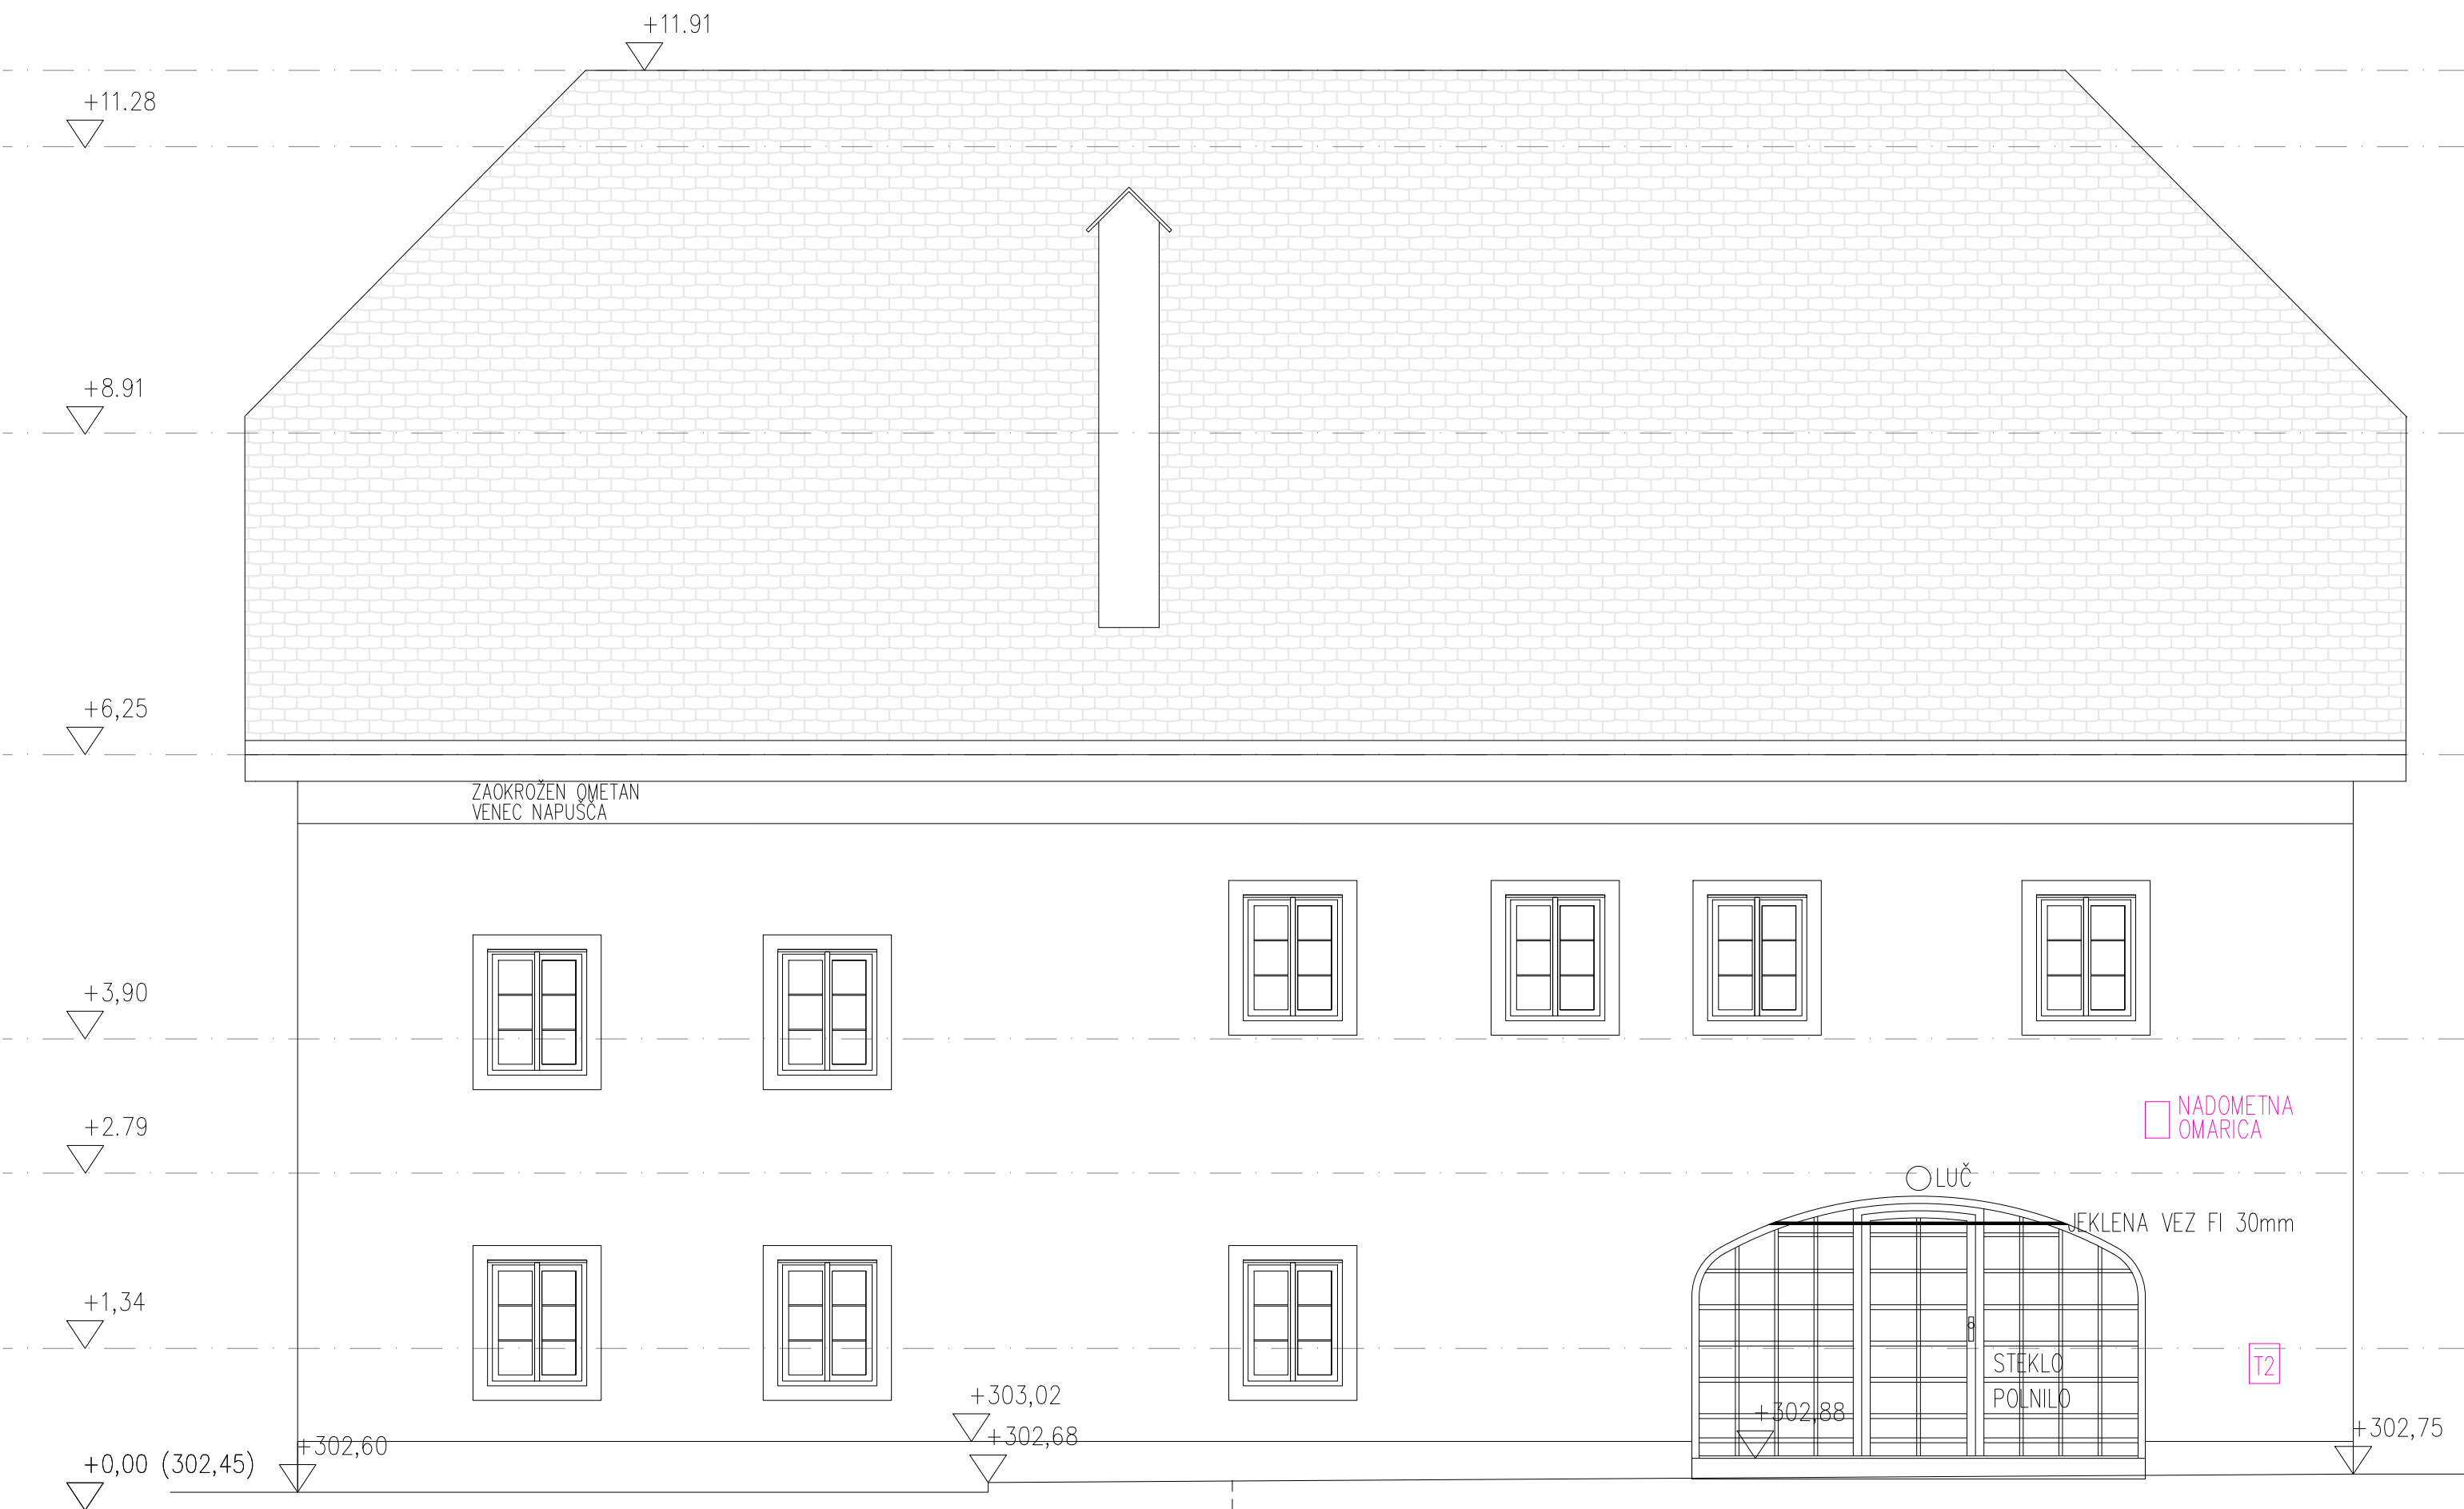 +11.91
+11.28
+8.91
+6,25
ZAOKROŽEN OMETAN
VENEC NAPUŠČA
+3,90
+2.79
NADOMETNA
OMARICA
LUČ
JEKLENA VEZ FI 30mm
+1,34
STEKLO
POLNILO
T2
+303,02
+302,88
+302,68
+302,75
+302,60
+0,00 (302,45)